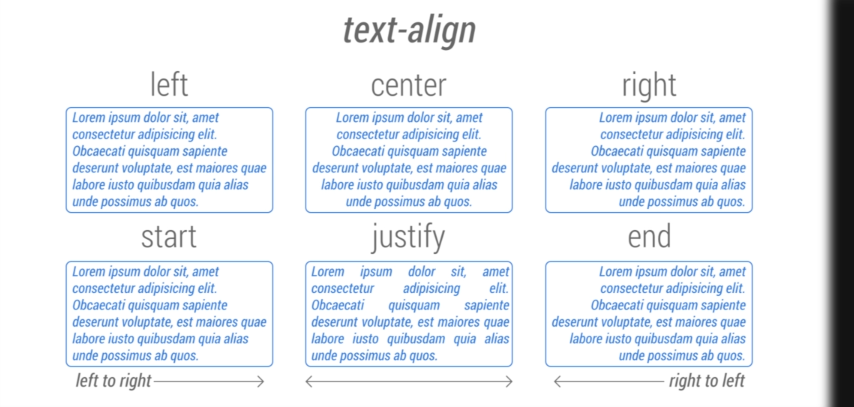 text-align
left
center
right
Lorem ipsum dolor sit, amet
consectetur adipisicing elit.
Obcaecati quisquam sapiente
deserunt voluptate, est maiores quae
labore iusto quibusdam quia alias
unde possimus ab quos.
Lorem ipsum dolor sit, amet
consectetur adipisicing elit.
Obcaecati quisquam sapiente
deserunt voluptate, est maiores quae
labore iusto quibusdam quia alias
unde possimus ab quos.
Lorem ipsum dolor sit, amet
consectetur adipisicing elit.
Obcaecati quisquam sapiente
deserunt voluptate, est maiores quae
labore iusto quibusdam quia alias
unde possimus ab quos.
start
justify
end
Lorem ipsum dolor sit, amet
consectetur adipisicing elit.
Obcaecati quisquam sapiente
deserunt voluptate, est maiores quae
labore iusto quibusdam quia alias
unde possimus ab quos.
Lorem ipsum dolor sit, amet
consectetur adipisicing elit.
Obcaecati quisquam sapiente
deserunt voluptate, est maiores quae
labore iusto quibusdam quia alias
unde possimus ab quos.
Lorem ipsum dolor sit, amet
consectetur adipisicing elit.
Obcaecati quisquam sapiente
deserunt voluptate, est maiores quae
labore iusto quibusdam quia alias
unde possimus ab quos.
left to right
right to left